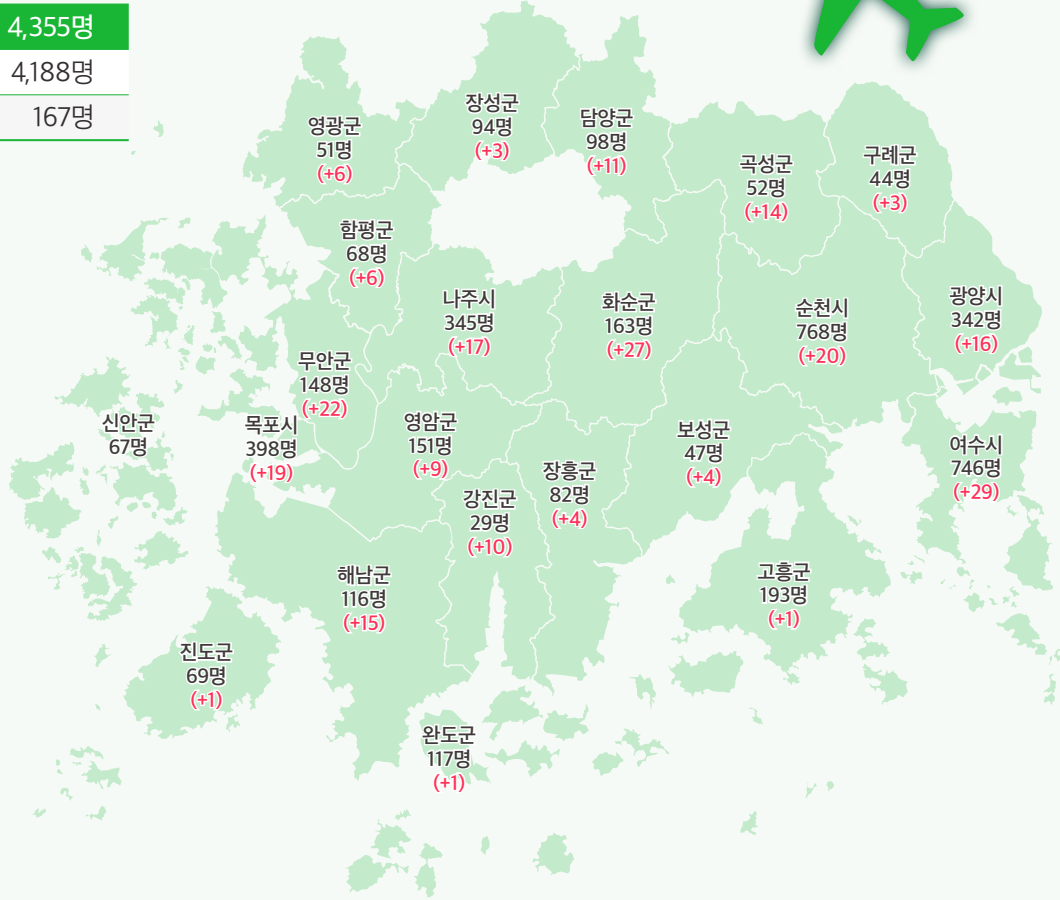 4,355명
4,188명
167명
영광군
51명
(+6)
장성군
94명
(+3)
담양군
98명
(+11)
곡성군
52명
(+14)
구례군
44명
(+3)
함평군
68명
(+6)
나주시
345명
(+17)
화순군
163명
(+27)
순천시
768명
(+20)
광양시
342명
(+16)
무안군
148명
(+22)
신안군
67명
목포시
398명
(+19)
영암군
151명
(+9)
장흥군
82명
(+4)
보성군
47명
(+4)
여수시
746명
(+29)
강진군
29명
(+10)
해남군
116명
(+15)
고흥군
193명
(+1)
진도군
69명
(+1)
완도군
117명
(+1)